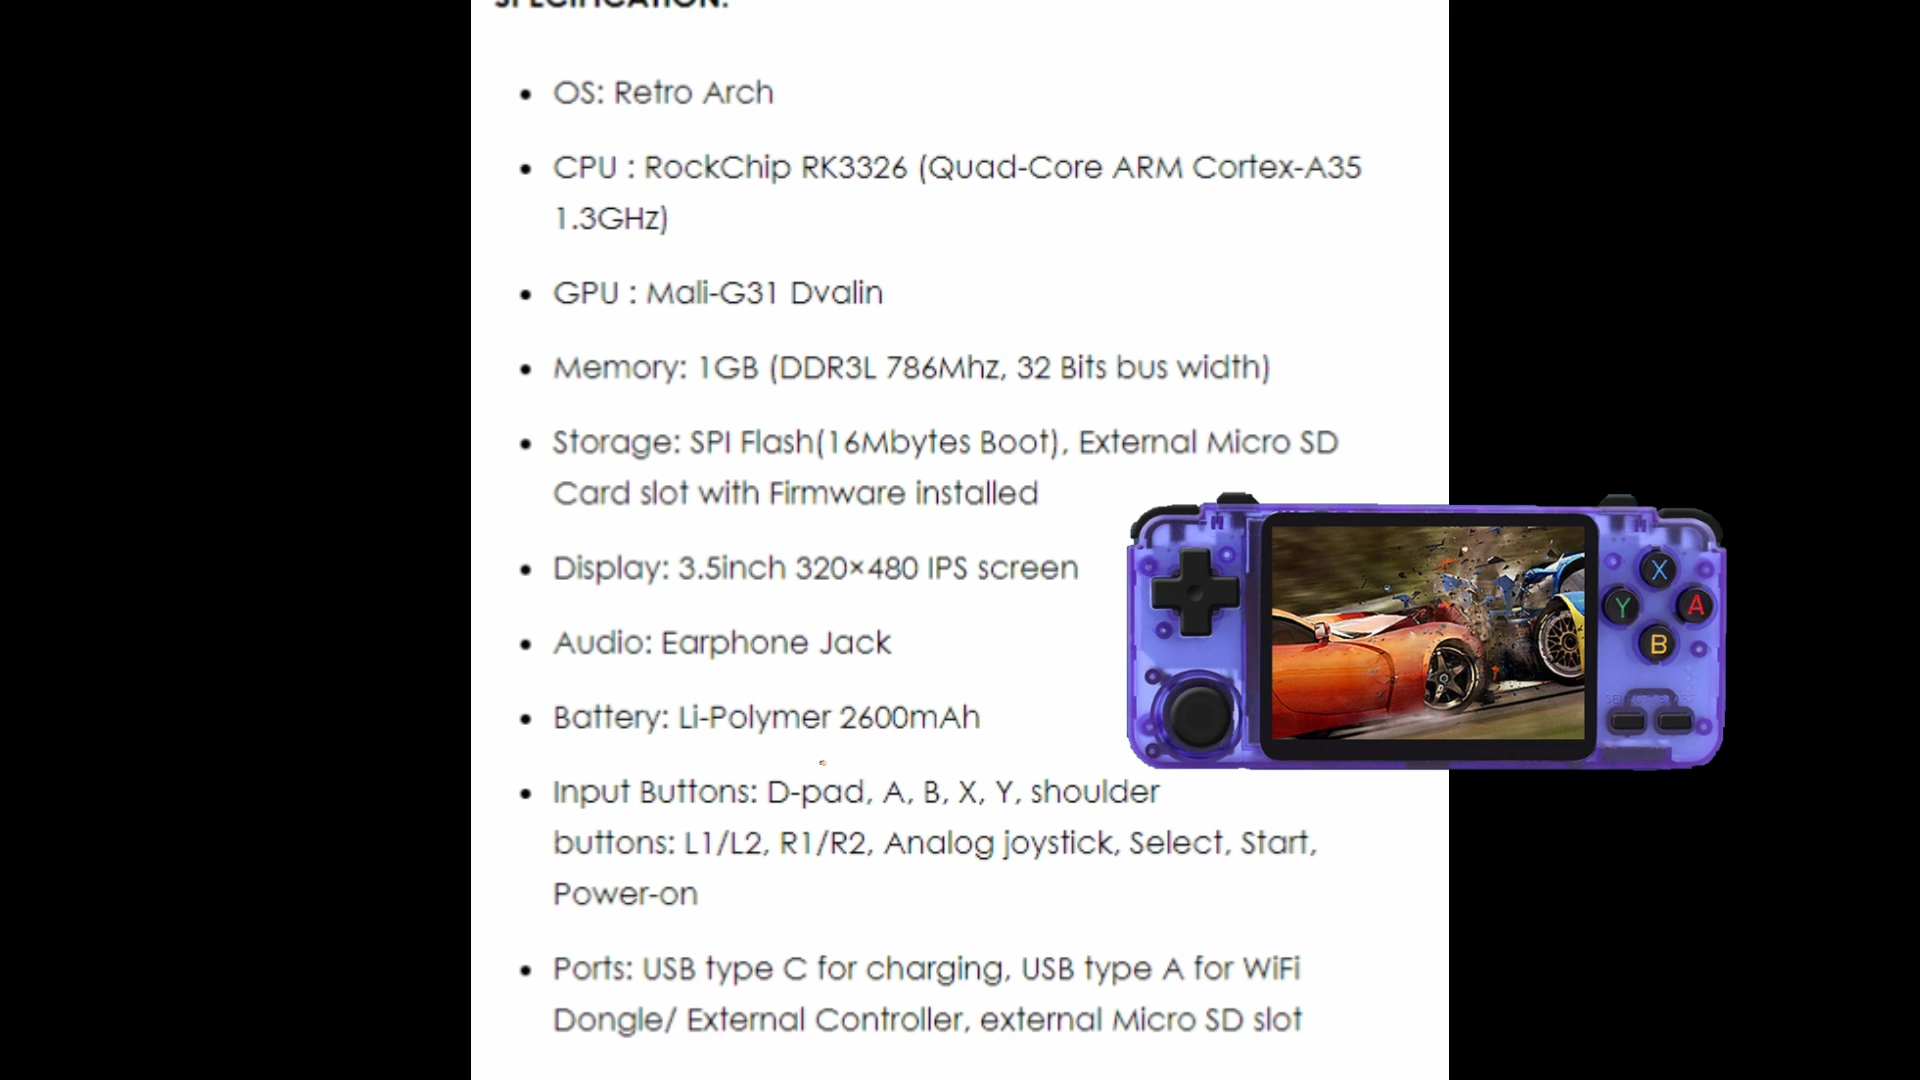 SPECIFICATION:
OS: Retro Arch
CPU : RockChip RK3326 (Quad-Core ARM Cortex-A35
1.3GHz)
GPU : Mali-G31 Dvalin
Memory: 1GB (DDR3L 786Mhz, 32 Bits bus width)
Storage: SPI Flash(16Mbytes Boot), External Micro SD
Card slot with Firmware installed
Display: 3.5inch 320×480 IPS screen
Audio: Earphone Jack
Battery: Li-Polymer 2600mAh
Input Buttons: D-pad, A, B, X, Y, shoulder
buttons: L1/L2, R1/R2, Analog joystick, Select, Start,
Power-on
Ports: USB type C for charging, USB type A for WiFi
Dongle/ External Controller, external Micro SD slot
X
Y
A
B